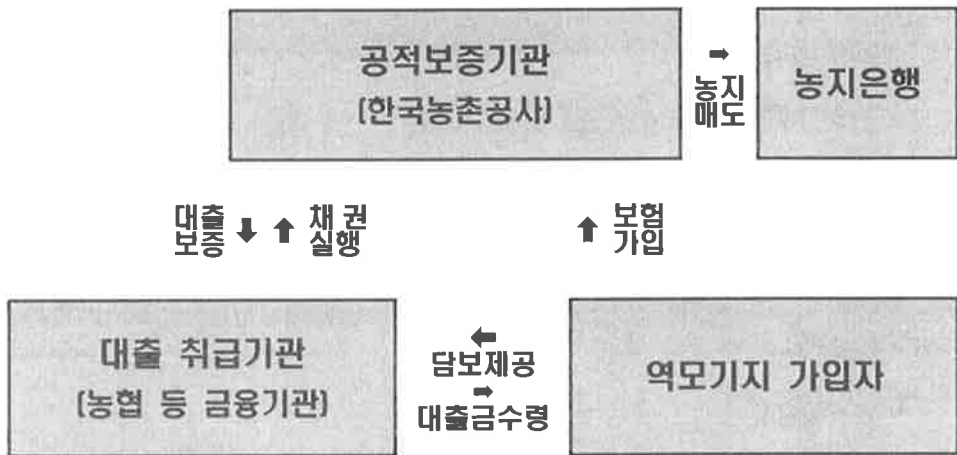 공적보증기관
(한국농촌공사)
➡
농지
매도
농지은행
대출
보증
⬇
⬆
채 권
실행
⬆
보험
가입
대출 취급기관
(농협 등 금융기관)
⬅
담보제공
➡
대출금수령
역모기지 가입자